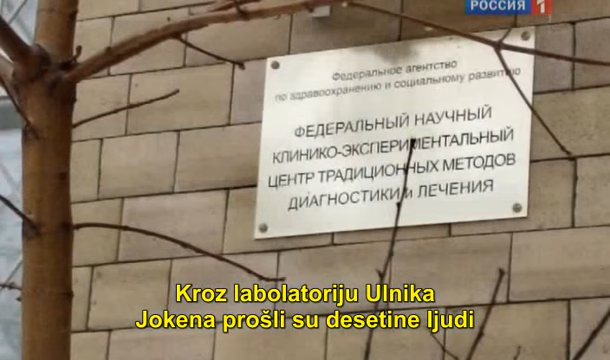 РОССИЯ 1
Федеральное агентство
по здравоохранению и социальному развитию
ФЕДЕРАЛЬНЫЙ НАУЧНЫЙ
КЛИНИКО-ЭКСПЕРИМЕНТАЛЬНЫЙ
ЦЕНТР ТРАДИЦИОННЫХ МЕТОДОВ
ДИАГНОСТИКИ и ЛЕЧЕНИЯ
Kroz labolatoriju Ulnika
Jokena prošli su desetine ljudi